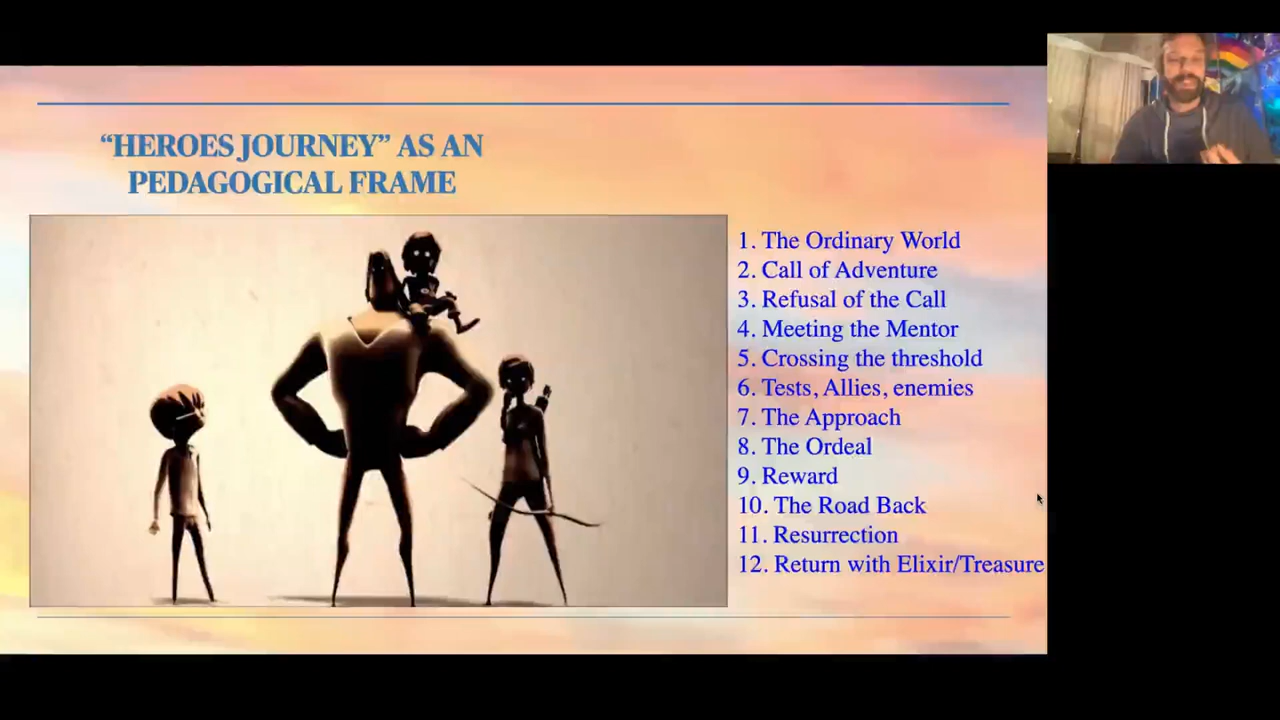 “HEROES JOURNEY” AS AN
PEDAGOGICAL FRAME
1. The Ordinary World
2. Call of Adventure
3. Refusal of the Call
4. Meeting the Mentor
5. Crossing the threshold
6. Tests, Allies, enemies
7. The Approach
8. The Ordeal
9. Reward
10. The Road Back
11. Resurrection
12. Return with Elixir/Treasure